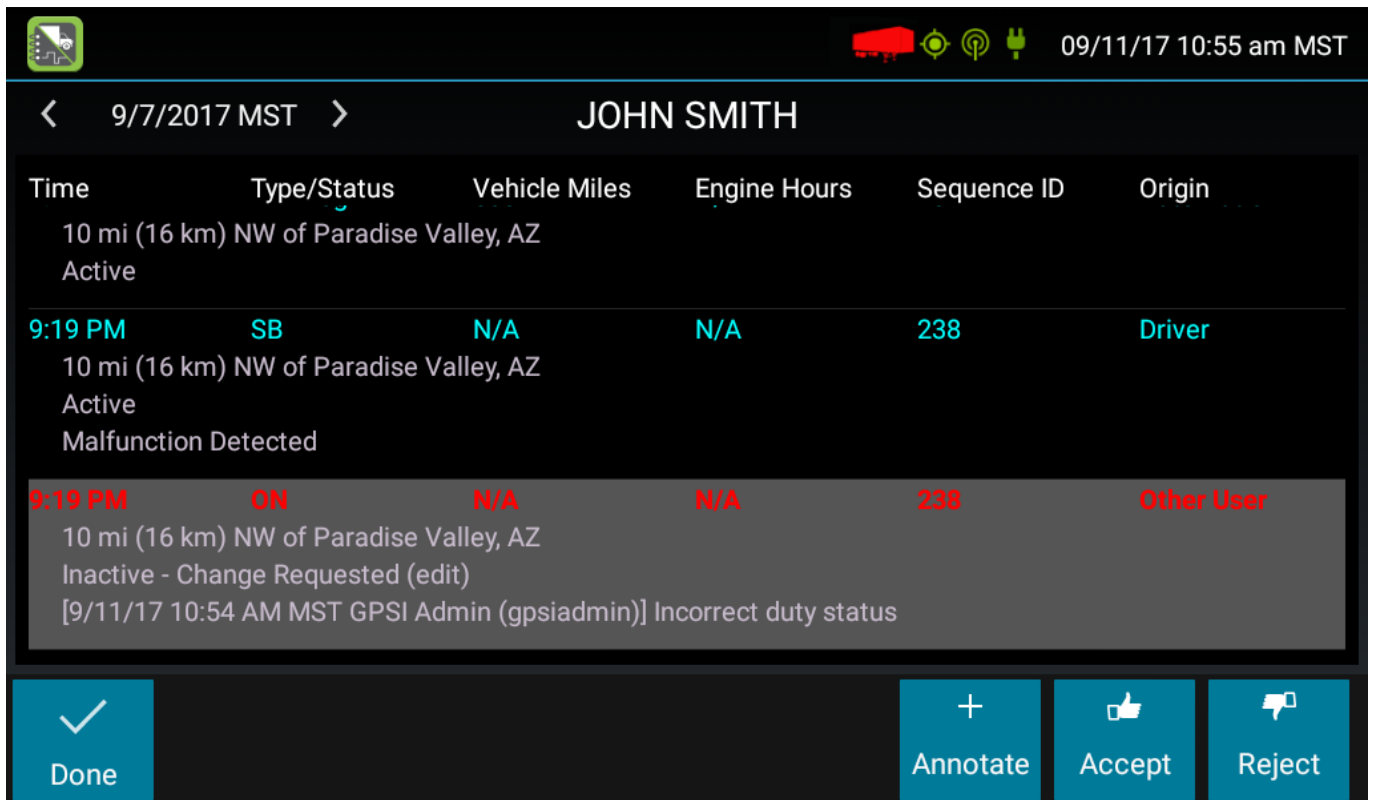 09/11/17 10:55 am MST
9/7/2017 MST JOHN SMITH
Time Type/Status Vehicle Miles Engine Hours Sequence ID Origin
10 mi (16 km) NW of Paradise Valley, AZ
Active
9:19 PM SB N/A N/A 238 Driver
10 mi (16 km) NW of Paradise Valley, AZ
Active
Malfunction Detected
9:19 PM ON N/A N/A 238 Other User
10 mi (16 km) NW of Paradise Valley, AZ
Inactive - Change Requested (edit)
[9/11/17 10:54 AM MST GPSI Admin (gpsiadmin)] Incorrect duty status
Done Annotate Accept Reject